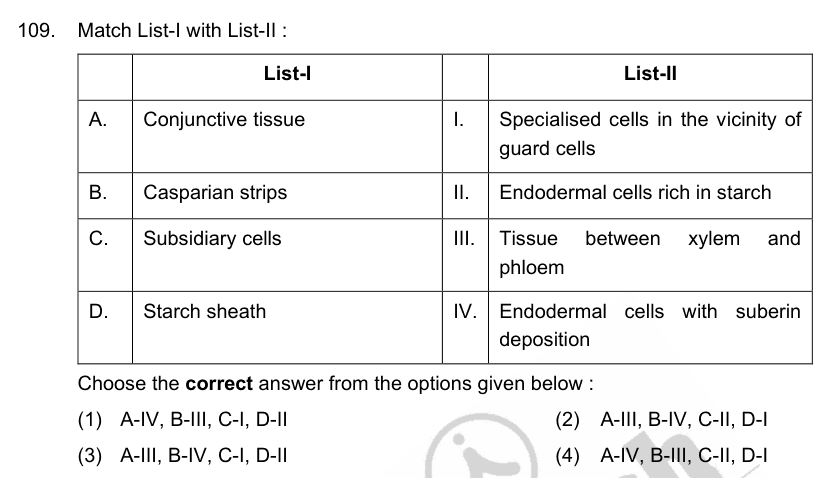 109. Match List-I with List-II :
List-I List-II
A. Conjunctive tissue I. Specialised cells in the vicinity of
guard cells
B. Casparian strips II. Endodermal cells rich in starch
C. Subsidiary cells III. Tissue between xylem and
phloem
D. Starch sheath IV. Endodermal cells with suberin
deposition
Choose the correct answer from the options given below :
(1) A-IV, B-III, C-I, D-II (2) A-III, B-IV, C-II, D-I
(3) A-III, B-IV, C-I, D-II (4) A-IV, B-III, C-II, D-I